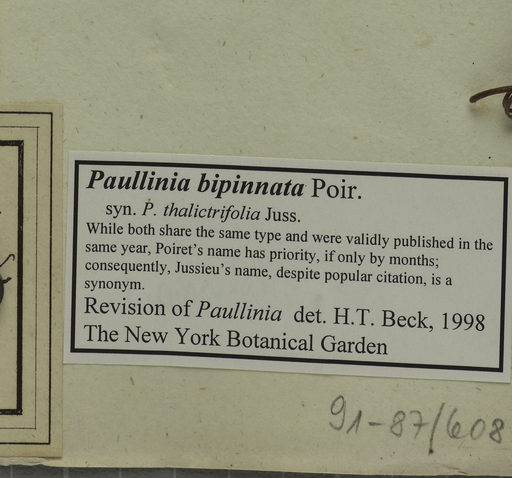 Paullinia bipinnata Poir.
syn. P. thalictrifolia Juss.
While both share the same type and were validly published in the
same year, Poiret's name has priority, if only by months;
consequently, Jussieu's name, despite popular citation, is a
synonym.
Revision of Paullinia det. H.T. Beck, 1998
The New York Botanical Garden
91-87/608